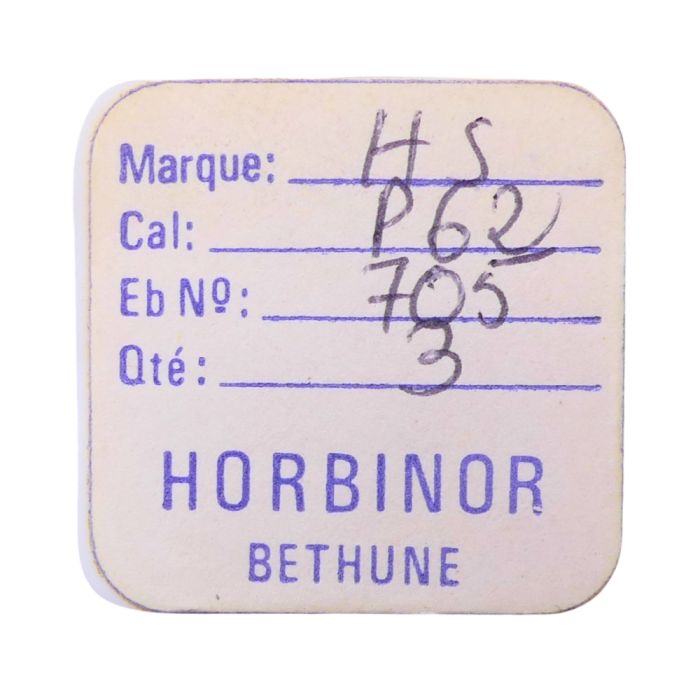 Marque: HS
Cal: P62
Eb Nº: 705
Qté: 3
HORBINOR
BETHUNE